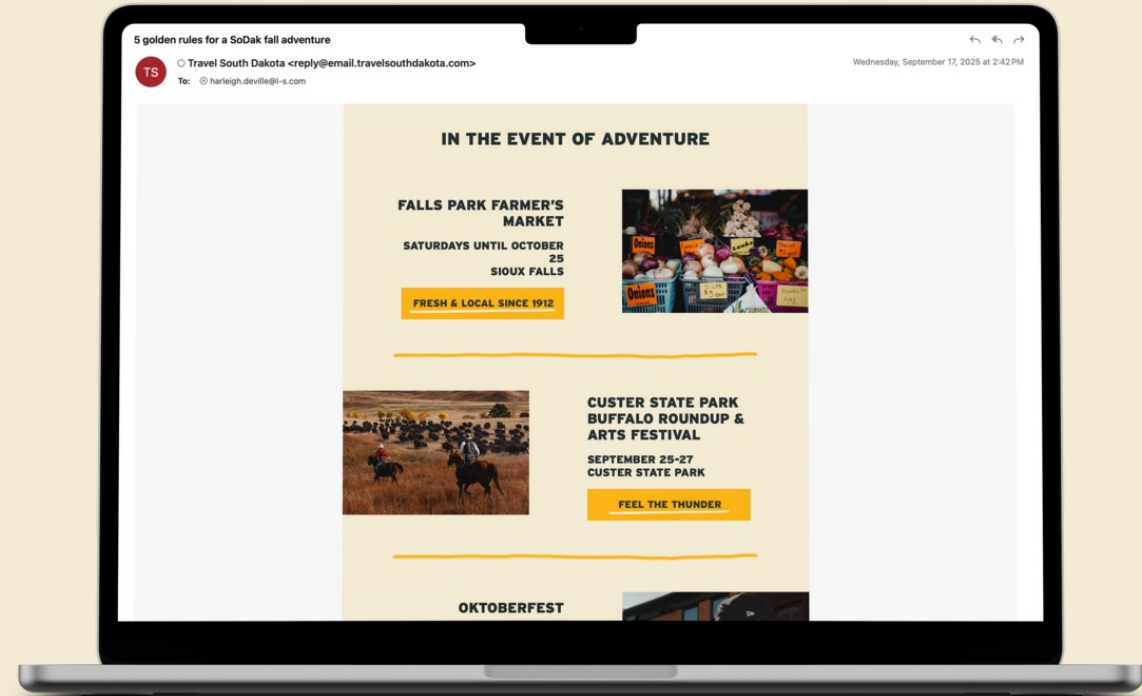 5 golden rules for a SoDak fall adventure
TS
Travel South Dakota <reply@email.travelsouthdakota.com>
Wednesday, September 17, 2025 at 2:42 PM
To: harleigh.deville@l-s.com
IN THE EVENT OF ADVENTURE
FALLS PARK FARMER'S
MARKET
SATURDAYS UNTIL OCTOBER
25
SIOUX FALLS
FRESH & LOCAL SINCE 1912
Onions
Leeks
Onions
CUSTER STATE PARK
BUFFALO ROUNDUP &
ARTS FESTIVAL
SEPTEMBER 25-27
CUSTER STATE PARK
FEEL THE THUNDER
OKTOBERFEST